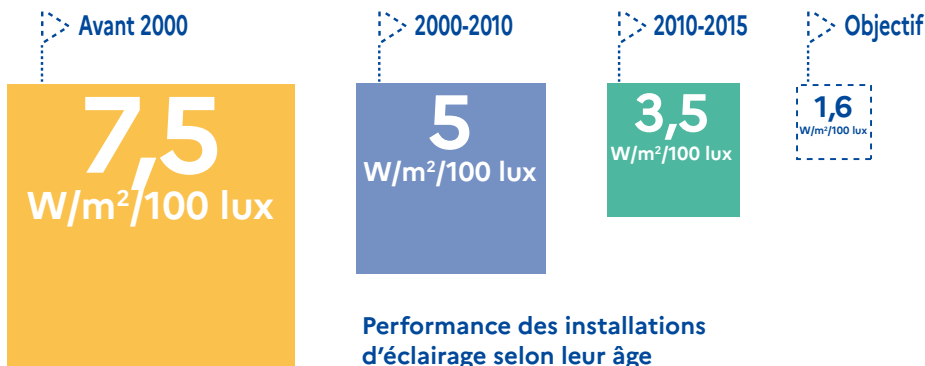 Avant 2000
7,5
W/m²/100 lux
2000-2010
5
W/m²/100 lux
2010-2015
3,5
W/m²/100 lux
Objectif
1,6
W/m²/100 lux
Performance des installations
d'éclairage selon leur âge